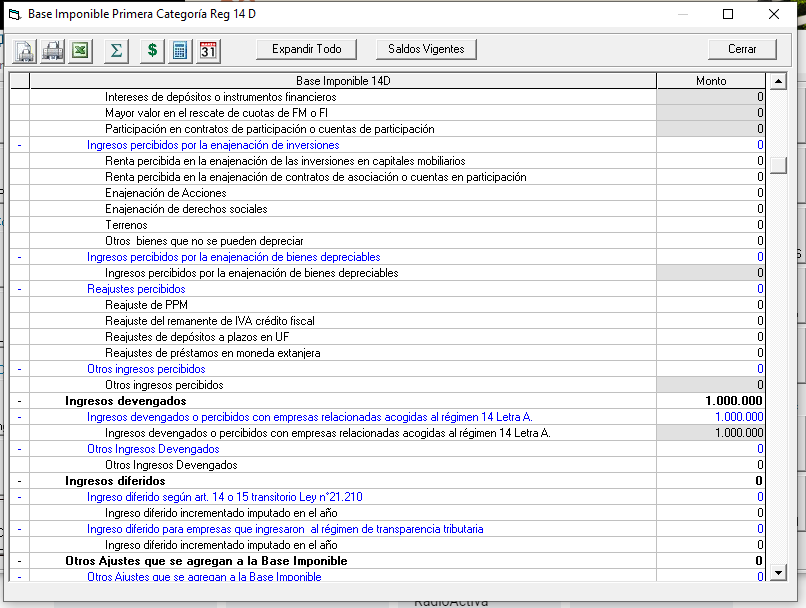 Base Imponible Primera Categoría Reg 14 D
Σ $ 31 Expandir Todo Saldos Vigentes Cerrar
Base Imponible 14D Monto
Intereses de depósitos o instrumentos financieros 0
Mayor valor en el rescate de cuotas de FM o FI 0
Participación en contratos de participación o cuentas de participación 0
- Ingresos percibidos por la enajenación de inversiones 0
Renta percibida en la enajenación de las inversiones en capitales mobiliarios 0
Renta percibida en la enajenación de contratos de asociación o cuentas en participación 0
Enajenación de Acciones 0
Enajenación de derechos sociales 0
Terrenos 0
Otros bienes que no se pueden depreciar 0
- Ingresos percibidos por la enajenación de bienes depreciables 0
Ingresos percibidos por la enajenación de bienes depreciables 0
- Reajustes percibidos 0
Reajuste de PPM 0
Reajuste del remanente de IVA crédito fiscal 0
Reajustes de depósitos a plazos en UF 0
Reajustes de préstamos en moneda extanjera 0
- Otros ingresos percibidos 0
Otros ingresos percibidos 0
- Ingresos devengados 1.000.000
- Ingresos devengados o percibidos con empresas relacionadas acogidas al régimen 14 Letra A. 1.000.000
Ingresos devengados o percibidos con empresas relacionadas acogidas al régimen 14 Letra A. 1.000.000
- Otros Ingresos Devengados 0
Otros Ingresos Devengados 0
- Ingresos diferidos 0
- Ingreso diferido según art. 14 o 15 transitorio Ley n°21.210 0
Ingreso diferido incrementado imputado en el año 0
- Ingreso diferido para empresas que ingresaron al régimen de transparencia tributaria 0
Ingreso diferido incrementado imputado en el año 0
- Otros Ajustes que se agregan a la Base Imponible 0
- Otros Ajustes que se agregan a la Base Imponible 0
RadioActiva